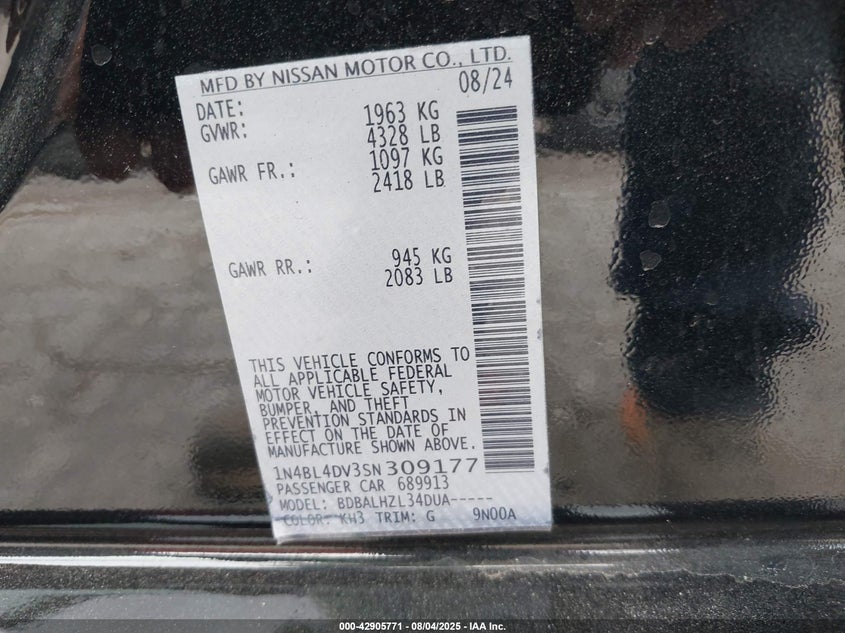 MFD BY NISSAN MOTOR CO., LTD.
DATE: 08/24
GVWR: 1963 KG
4328 LB
GAWR FR.: 1097 KG
2418 LB
GAWR RR.: 945 KG
2083 LB
THIS VEHICLE CONFORMS TO
ALL APPLICABLE FEDERAL
MOTOR VEHICLE SAFETY,
BUMPER, AND THEFT
PREVENTION STANDARDS IN
EFFECT ON THE DATE OF
MANUFACTURE SHOWN ABOVE.
1N4BL4DV3SN309177
PASSENGER CAR 689913
MODEL: BDBALHZL34DUA-----
COLOR: KH3 TRIM: G 9N00A
000-42905771 - 08/04/2025 - IAA Inc.